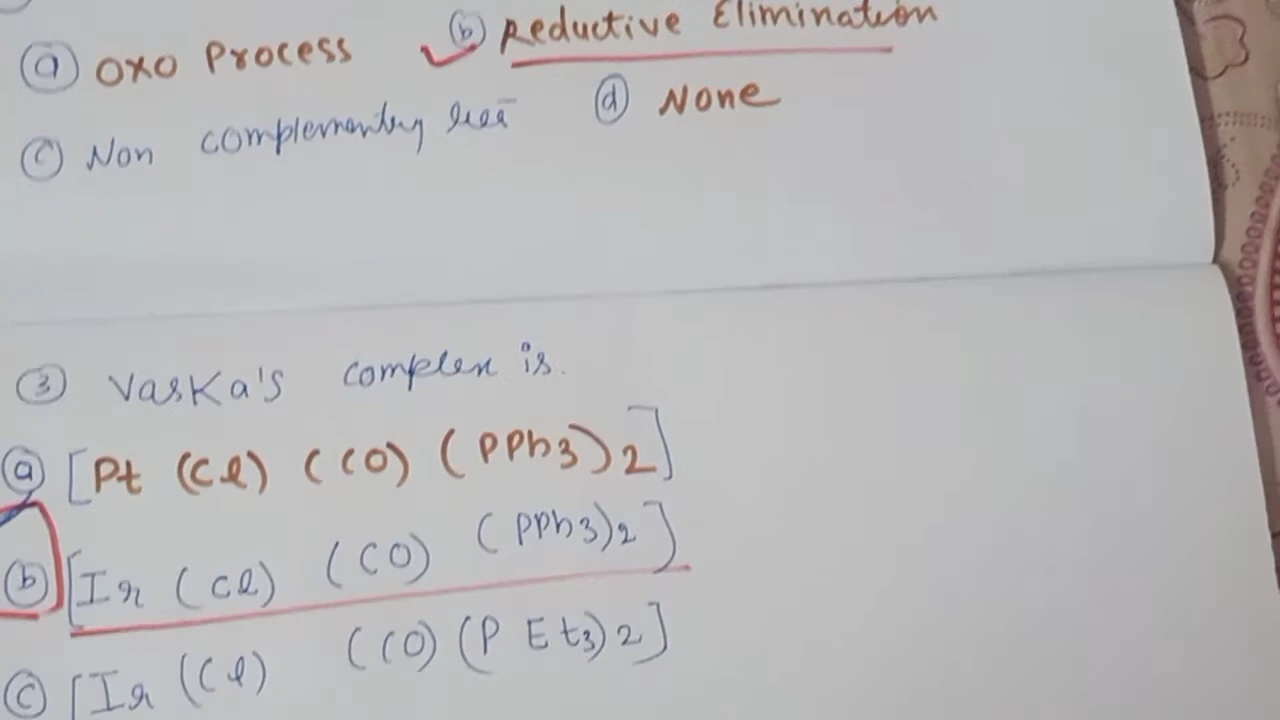 (a) Oxo Process (b) Reductive Elimination
(c) Non complementry (d) None
(3) Vaska's complex is.
(a) [Pt (Cl) (CO) (PPh3)2]
(b) [Ir (Cl) (CO) (PPh3)2]
(c) [Ir (Cl) (CO) (P Et3)2]